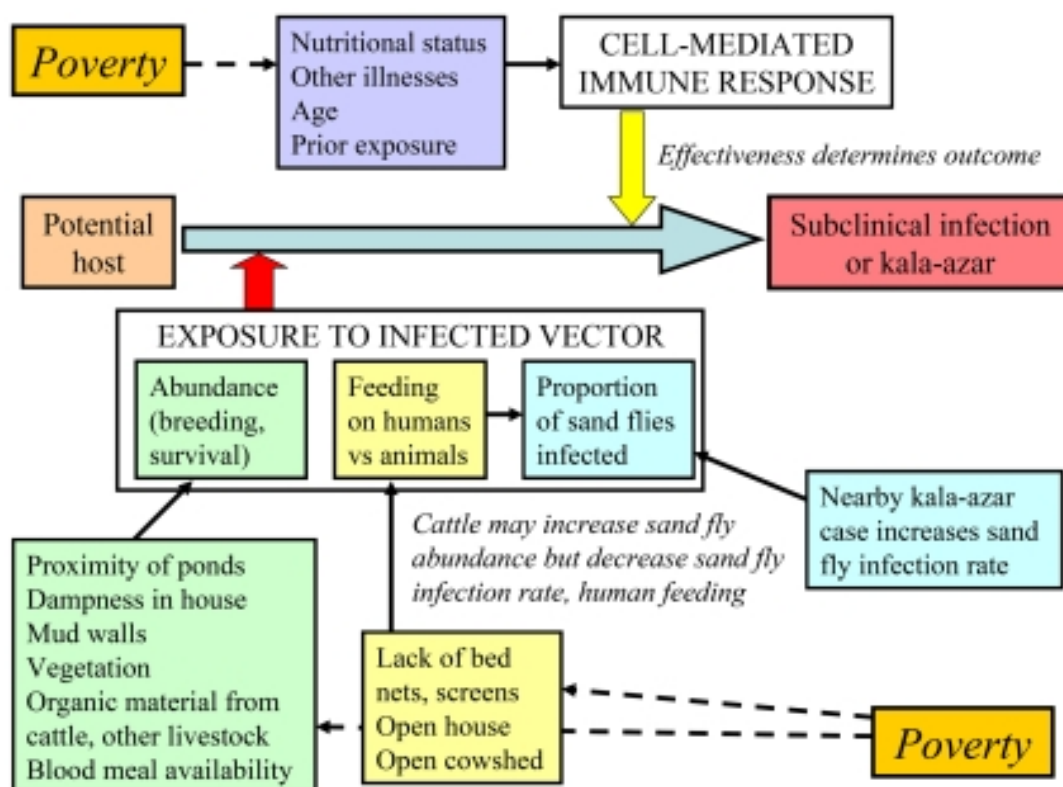 Poverty
Nutritional status
Other illnesses
Age
Prior exposure
CELL-MEDIATED
IMMUNE RESPONSE
Effectiveness determines outcome
Potential
host
Subclinical infection
or kala-azar
EXPOSURE TO INFECTED VECTOR
Abundance
(breeding,
survival)
Feeding
on humans
vs animals
Proportion
of sand flies
infected
Nearby kala-azar
case increases sand
fly infection rate
Cattle may increase sand fly
abundance but decrease sand fly
infection rate, human feeding
Proximity of ponds
Dampness in house
Mud walls
Vegetation
Organic material from
cattle, other livestock
Blood meal availability
Lack of bed
nets, screens
Open house
Open cowshed
Poverty